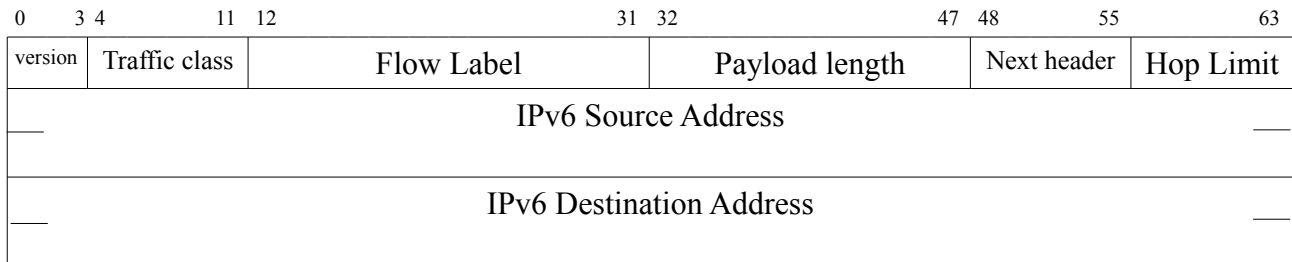 0 3 4 11 12 31 32 47 48 55 63
version Traffic class Flow Label Payload length Next header Hop Limit
IPv6 Source Address
IPv6 Destination Address